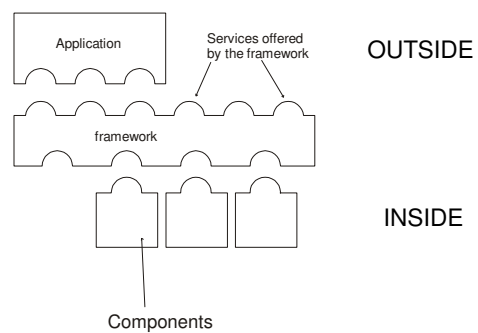 Application
Services offered
by the framework
OUTSIDE
framework
INSIDE
Components